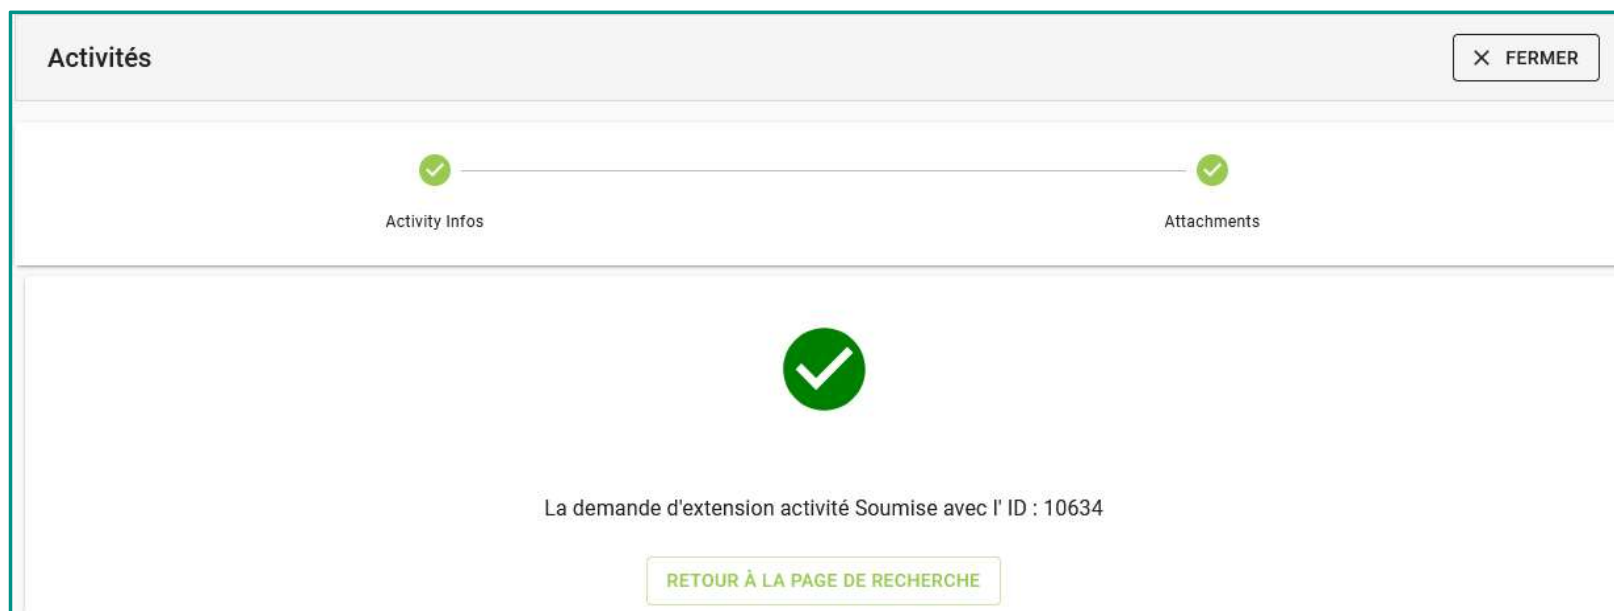 Activités
FERMER
Activity Infos
Attachments
La demande d'extension activité Soumise avec l' ID : 10634
RETOUR À LA PAGE DE RECHERCHE